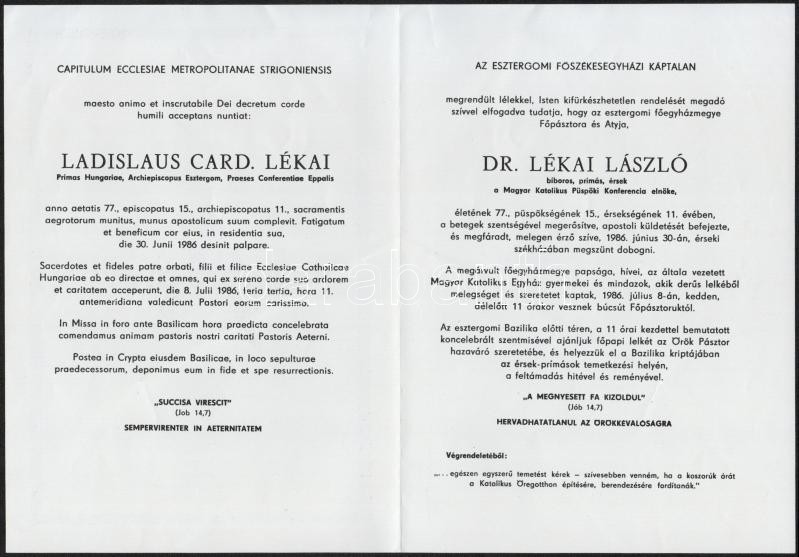 CAPITULUM ECCLESIAE METROPOLITANAE STRIGONIENSIS
maesto animo et inscrutabile Dei decretum corde
humili acceptans nuntiat:
LADISLAUS CARD. LÉKAI
Primas Hungariae, Archiepiscopus Esztergom, Praeses Conferentiae Eppalis
anno aetatis 77., episcopatus 15., archiepiscopatus 11., sacramentis
aegrotorum munitus, munus apostolicum suum complevit. Fatigatum
et beneficum cor eius, in residentia sua,
die 30. Junii 1986 desinit palpare.
Sacerdotes et fideles patre orbati, filii et filiae Ecclesiae Catholicae
Hungariae ab eo directae et omnes, qui ex sereno corde suo ardorem
et caritatem acceperunt, die 8. Julii 1986, feria tertia, hora 11.
antemeridiana valedicunt Pastori eorum carissimo.
In Missa in foro ante Basilicam hora praedicta concelebrata
comendamus animam pastoris nostri caritati Pastoris Aeterni.
Postea in Crypta eiusdem Basilicae, in loco sepulturae
praedecessorum, deponimus eum in fide et spe resurrectionis.
„SUCCISA VIRESCIT"
(Job 14,7)
SEMPERVIRENTER IN AETERNITATEM
AZ ESZTERGOMI FŐSZÉKESEGYHÁZI KÁPTALAN
megrendült lélekkel, Isten kifürkészhetetlen rendelését megadó
szívvel elfogadva tudatja, hogy az esztergomi főegyházmegye
Főpásztora és Atyja,
DR. LÉKAI LÁSZLÓ
bíboros, prímás, érsek
a Magyar Katolikus Püspöki Konferencia elnöke,
életének 77., püspökségének 15., érsekségének 11. évében,
a betegek szentségével megerősítve, apostoli küldetését befejezte,
és megfáradt, melegen érző szíve, 1986. június 30-án, érseki
székházában megszünt dobogni.
A megárvult főegyházmegye papsága, hívei, az általa vezetett
Magyar Katolikus Egyház gyermekei és mindazok, akik derűs lelkéből
melegséget és szeretetet kaptak, 1986. július 8-án, kedden,
délelőtt 11 órakor vesznek búcsút Főpásztoruktól.
Az esztergomi Bazilika előtti téren, a 11 órai kezdettel bemutatott
koncelebrált szentmisével ajánljuk főpapi lelkét az Örök Pásztor
hazaváró szeretetébe, és helyezzük el a Bazilika kriptájában
az érsek-prímások temetkezési helyén,
a feltámadás hitével és reményével.
„A MEGNYESETT FA KIZÖLDUL"
(Jób 14,7)
HERVADHATATLANUL AZ ÖRÖKKÉVALÓSÁGRA
Végrendeletéből:
„... egészen egyszerű temetést kérek – szívesebben venném, ha a koszorúk árát
a Katolikus Öregotthon építésére, berendezésére fordítanák."